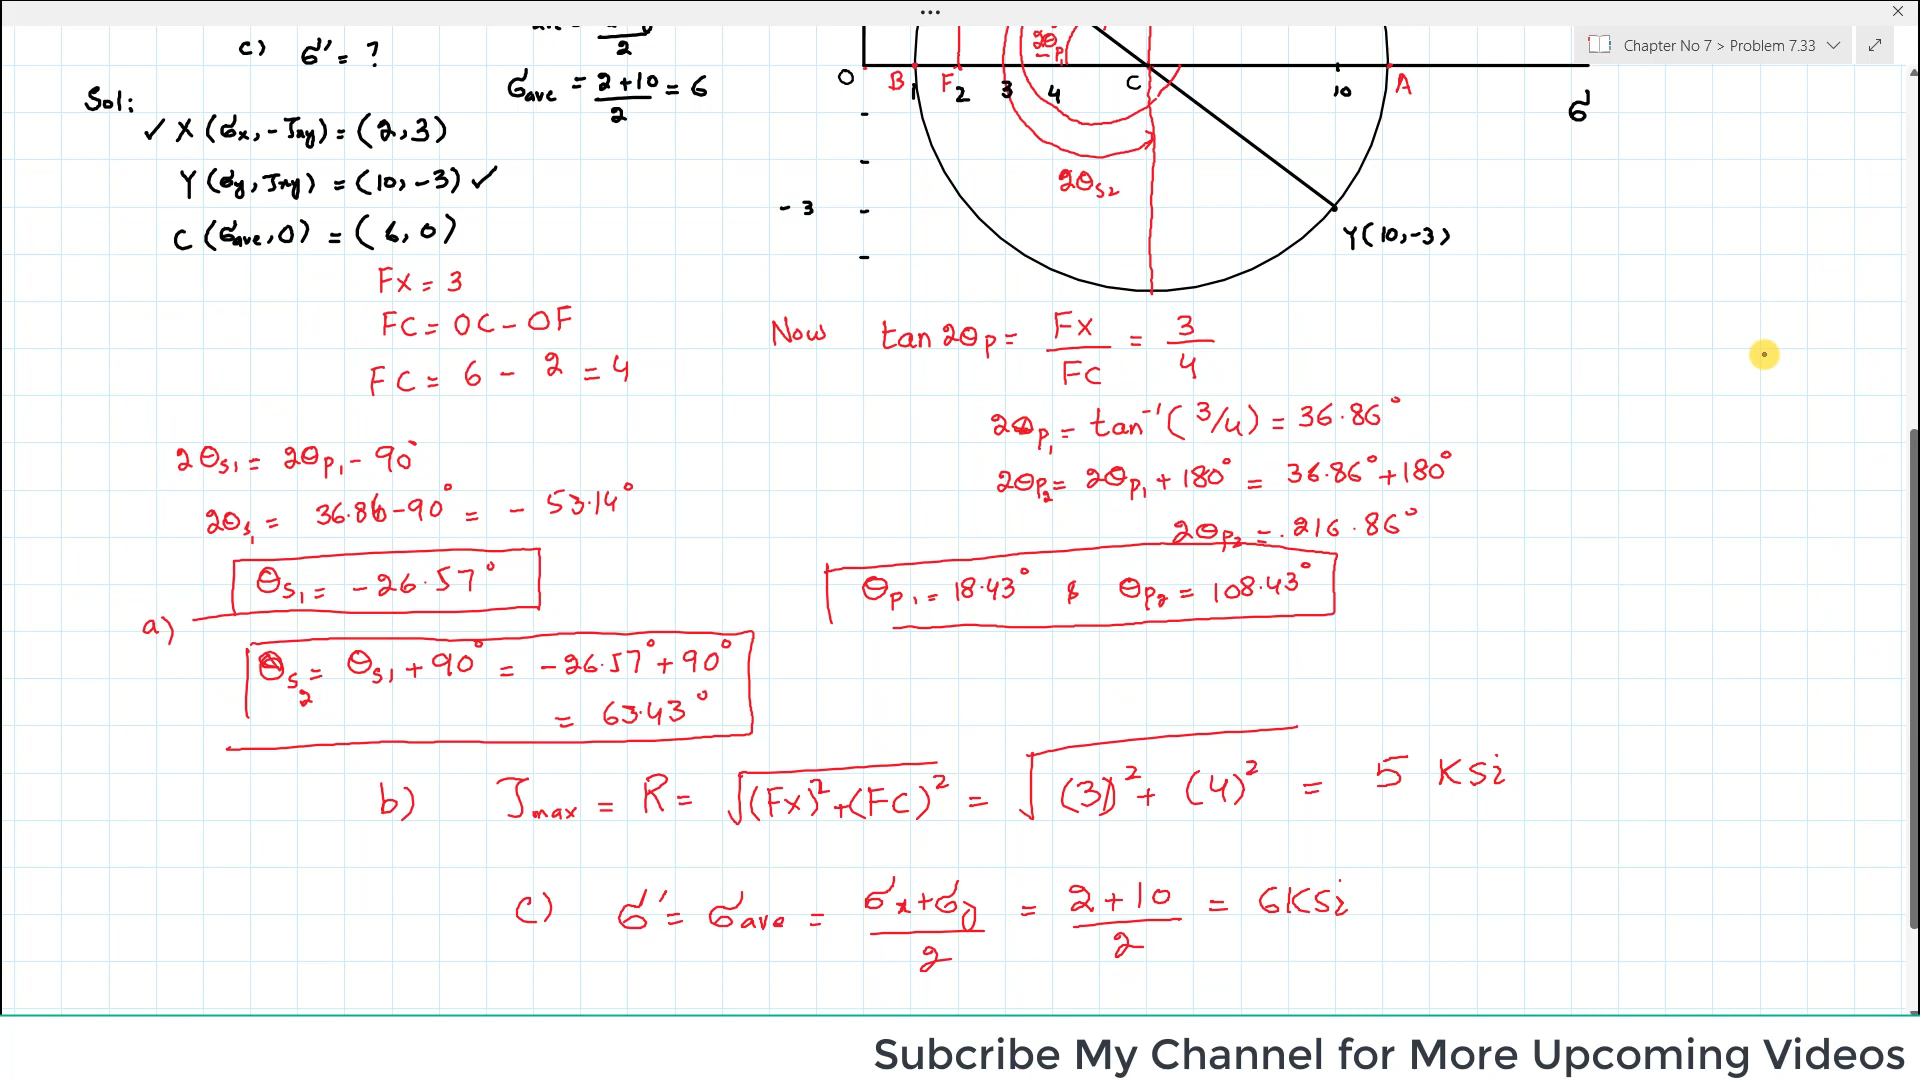 Chapter No 7 > Problem 7.33
c) σ' = ?
2
σave = 2+10/2 = 6
Sol:
✓ X (σx, -τxy) = (2, 3)
Y (σy, τxy) = (10, -3) ✓
C (σave, 0) = (6, 0)
FX = 3
FC = OC - OF
FC = 6 - 2 = 4
2θs1 = 2θp1 - 90°
2θs1 = 36.86 - 90° = - 53.14°
θs1 = -26.57°
a)
θs2 = θs1 + 90° = -26.57° + 90°
= 63.43°
2θp1
O B F C A
1 2 3 4 10
σ
2θs2
-3
Y(10,-3)
Now tan 2θp = FX/FC = 3/4
2θp1 = tan⁻¹(3/4) = 36.86°
2θp2 = 2θp1 + 180° = 36.86° + 180°
2θp2 = 216.86°
θp1 = 18.43° & θp2 = 108.43°
b) τmax = R = √(FX)² + (FC)² = √(3)² + (4)² = 5 Ksi
c) σ' = σave = σx+σy/2 = 2+10/2 = 6Ksi
Subcribe My Channel for More Upcoming Videos